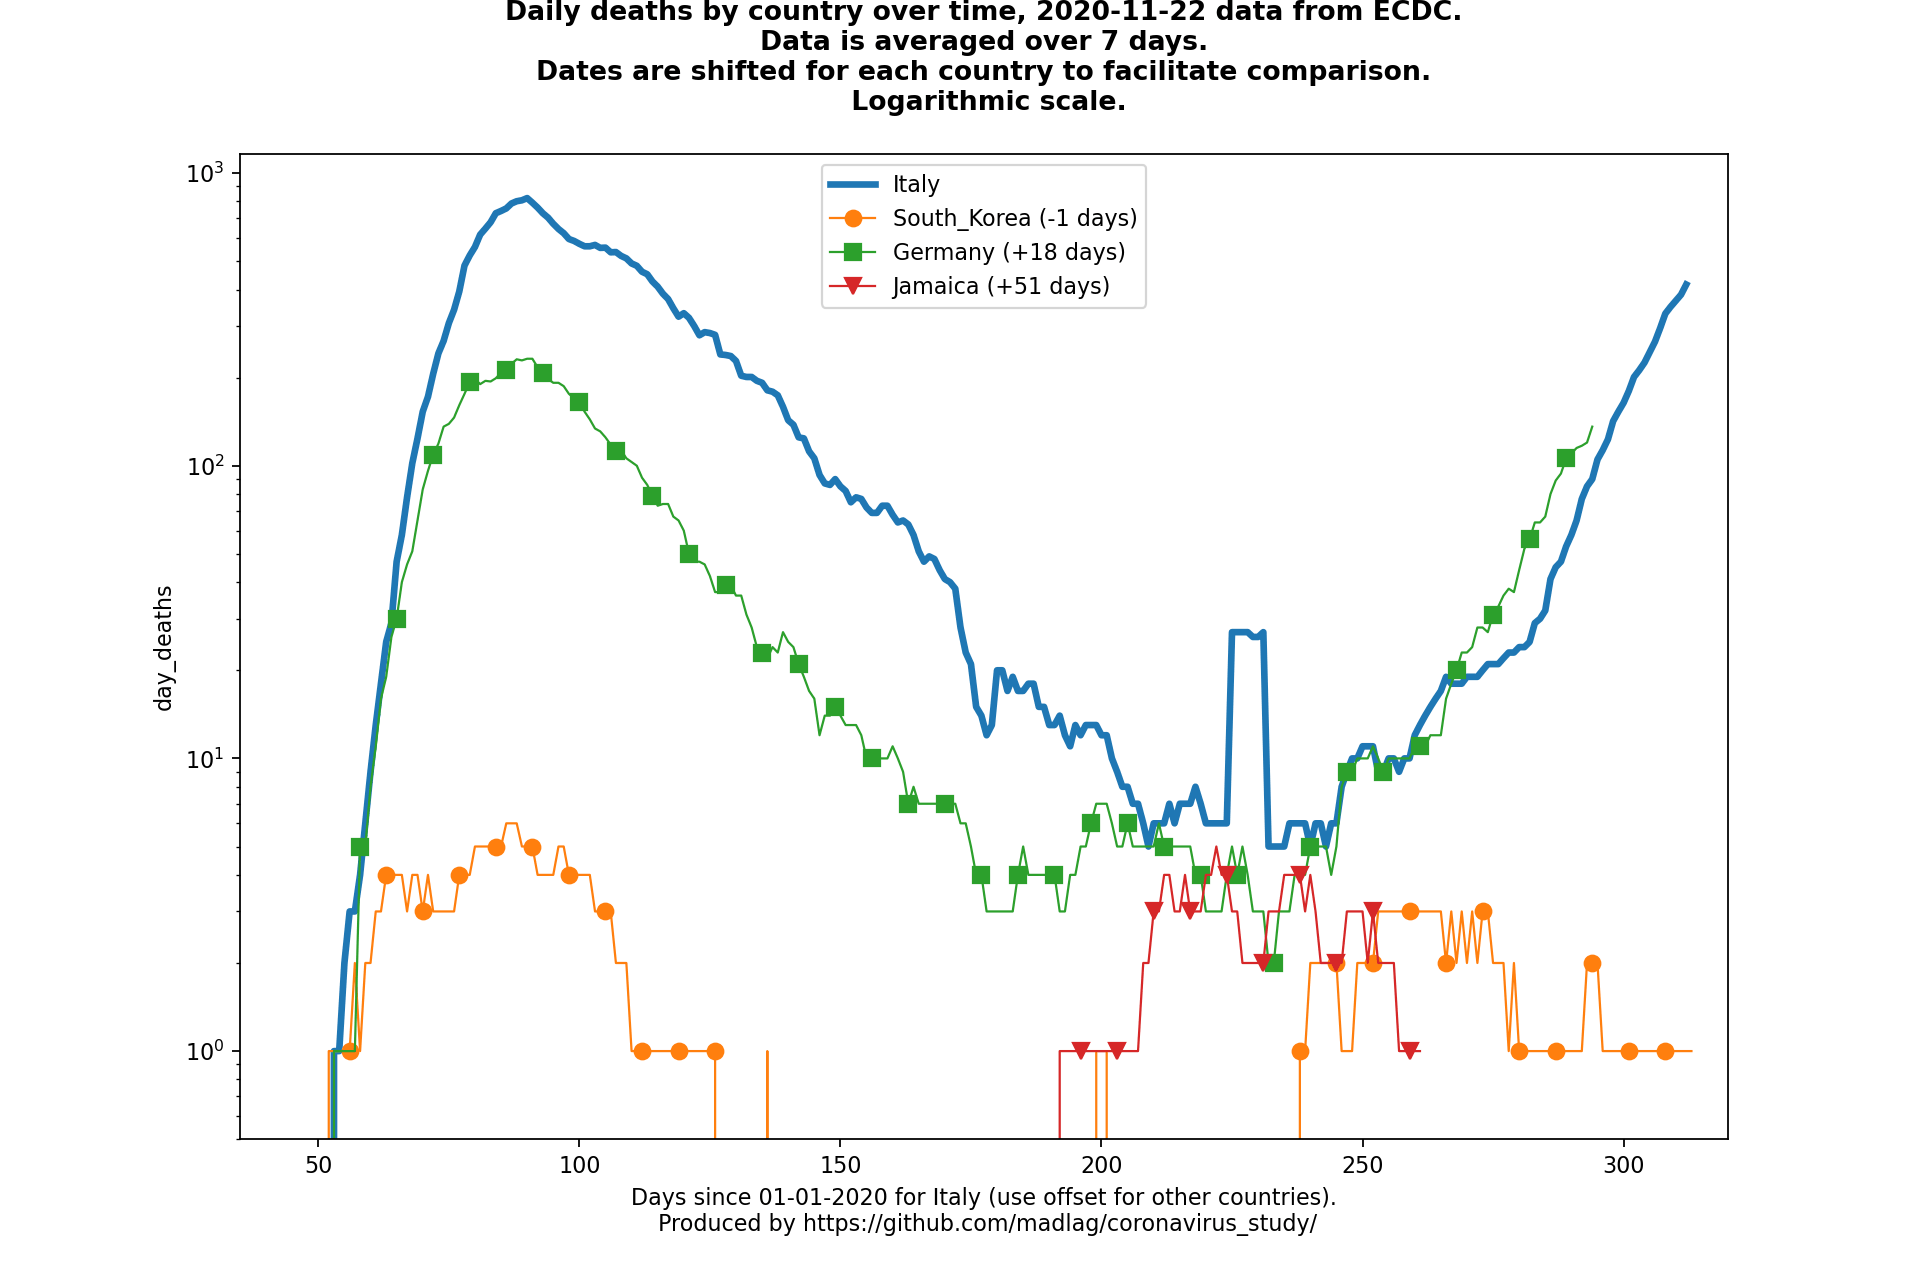 Daily deaths by country over time, 2020-11-22 data from ECDC.
Data is averaged over 7 days.
Dates are shifted for each country to facilitate comparison.
Logarithmic scale.
10³
10²
10¹
10⁰
day_deaths
Italy
South_Korea (-1 days)
Germany (+18 days)
Jamaica (+51 days)
50 100 150 200 250 300
Days since 01-01-2020 for Italy (use offset for other countries).
Produced by https://github.com/madlag/coronavirus_study/